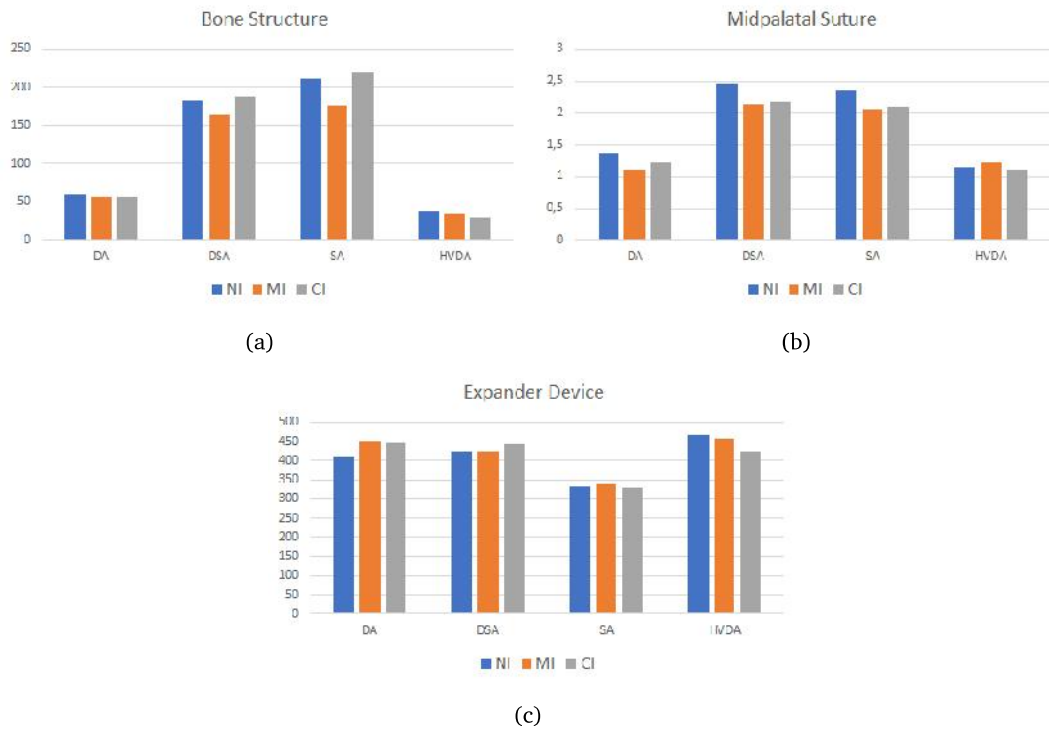 Bone Structure
250
200
150
100
50
0
DA DSA SA HVDA
NI MI CI
(a)
Midpalatal Suture
3
2,5
2
1,5
1
0,5
0
DA DSA SA HVDA
NI MI CI
(b)
Expander Device
500
450
400
350
300
250
200
150
100
50
0
DA DSA SA HVDA
NI MI CI
(c)